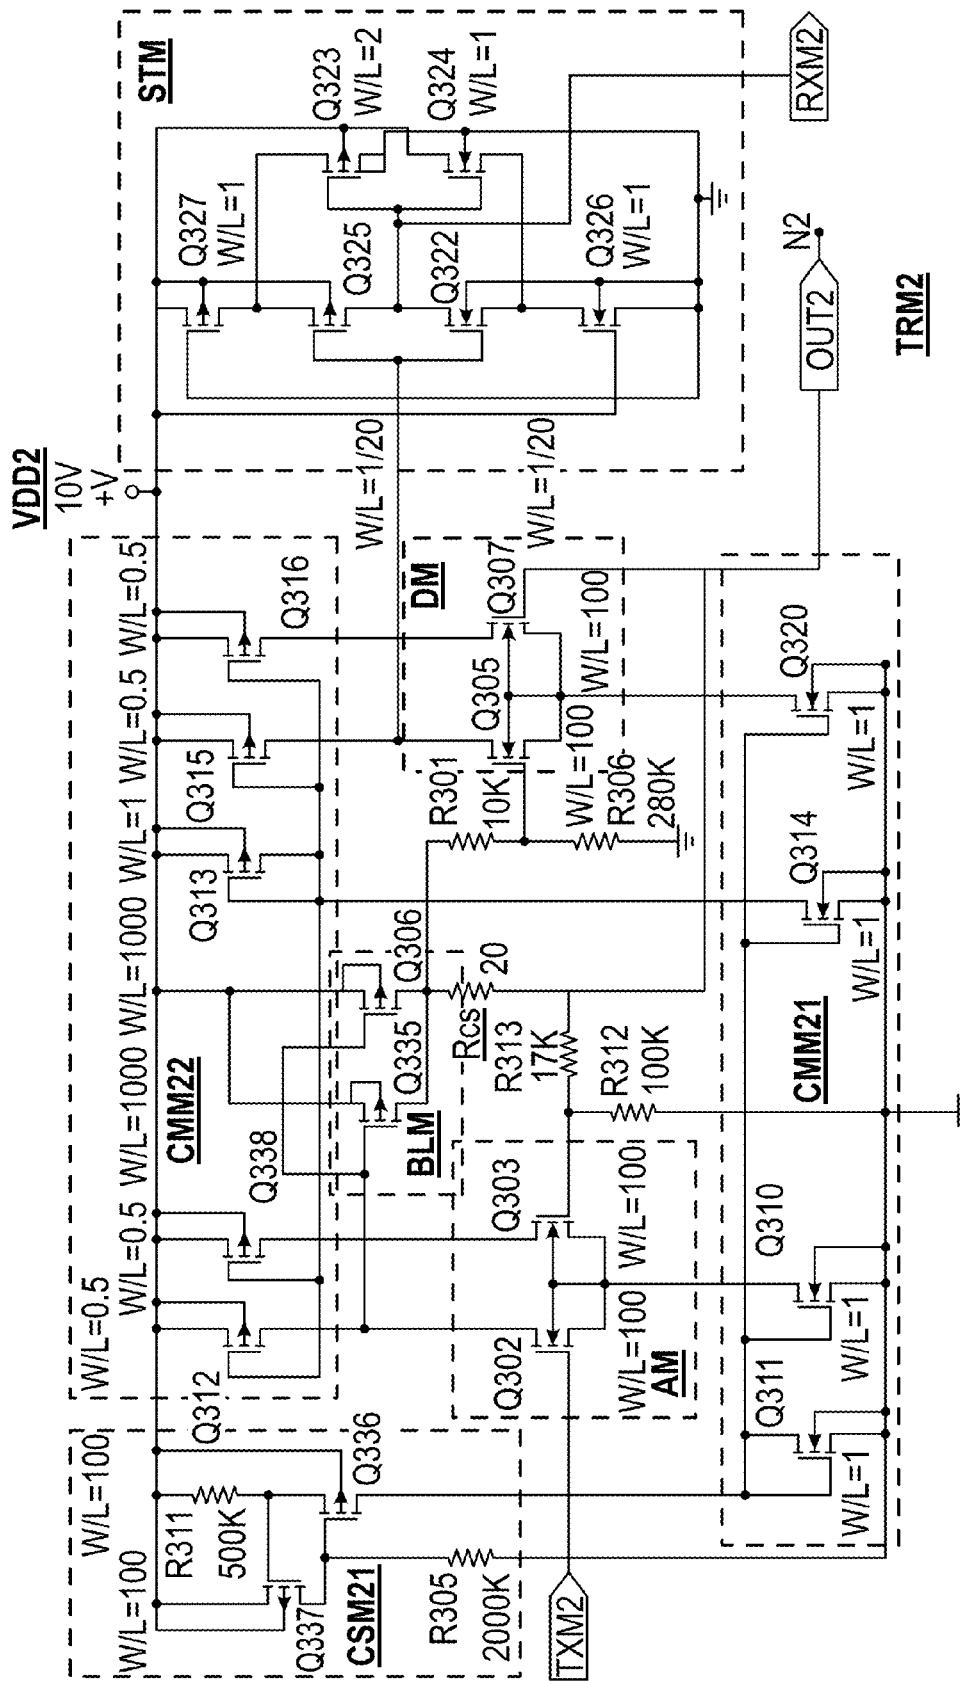 VDD2
10V
+V
STM
Q327
W/L=1
Q323
W/L=2
Q325
Q322
Q324
W/L=1
Q326
W/L=1
RXM2
W/L=100
W/L=100
R311
500K
Q337
Q336
CSM21
R305
2000K
TXM2
W/L=0.5
W/L=0.5
W/L=1000
W/L=1000
W/L=1
W/L=0.5
W/L=0.5
Q312
Q338
CMM22
Q313
Q315
Q316
Q335
Q306
BLM
RCS
20
R301
10K
R306
280K
W/L=1/20
W/L=1/20
DM
Q305
Q307
W/L=100
W/L=100
R313
17K
R312
100K
Q302
Q303
W/L=100
W/L=100
AM
Q311
W/L=1
Q310
W/L=1
CMM21
Q314
W/L=1
Q320
W/L=1
OUT2
N2
TRM2